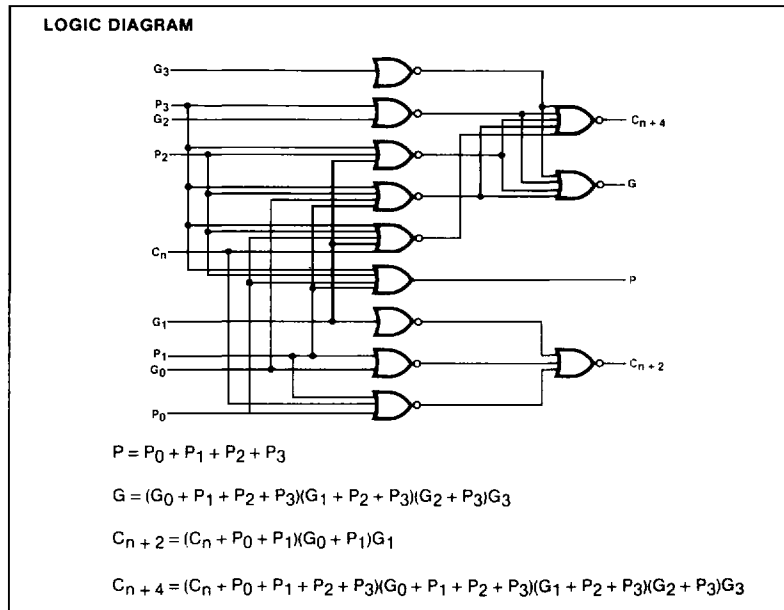 LOGIC DIAGRAM
G3
P3
G2
P2
Cn
G1
P1
G0
P0
Cn + 4
G
P
Cn + 2
P = P0 + P1 + P2 + P3
G = (G0 + P1 + P2 + P3)(G1 + P2 + P3)(G2 + P3)G3
Cn + 2 = (Cn + P0 + P1)(G0 + P1)G1
Cn + 4 = (Cn + P0 + P1 + P2 + P3)(G0 + P1 + P2 + P3)(G1 + P2 + P3)(G2 + P3)G3